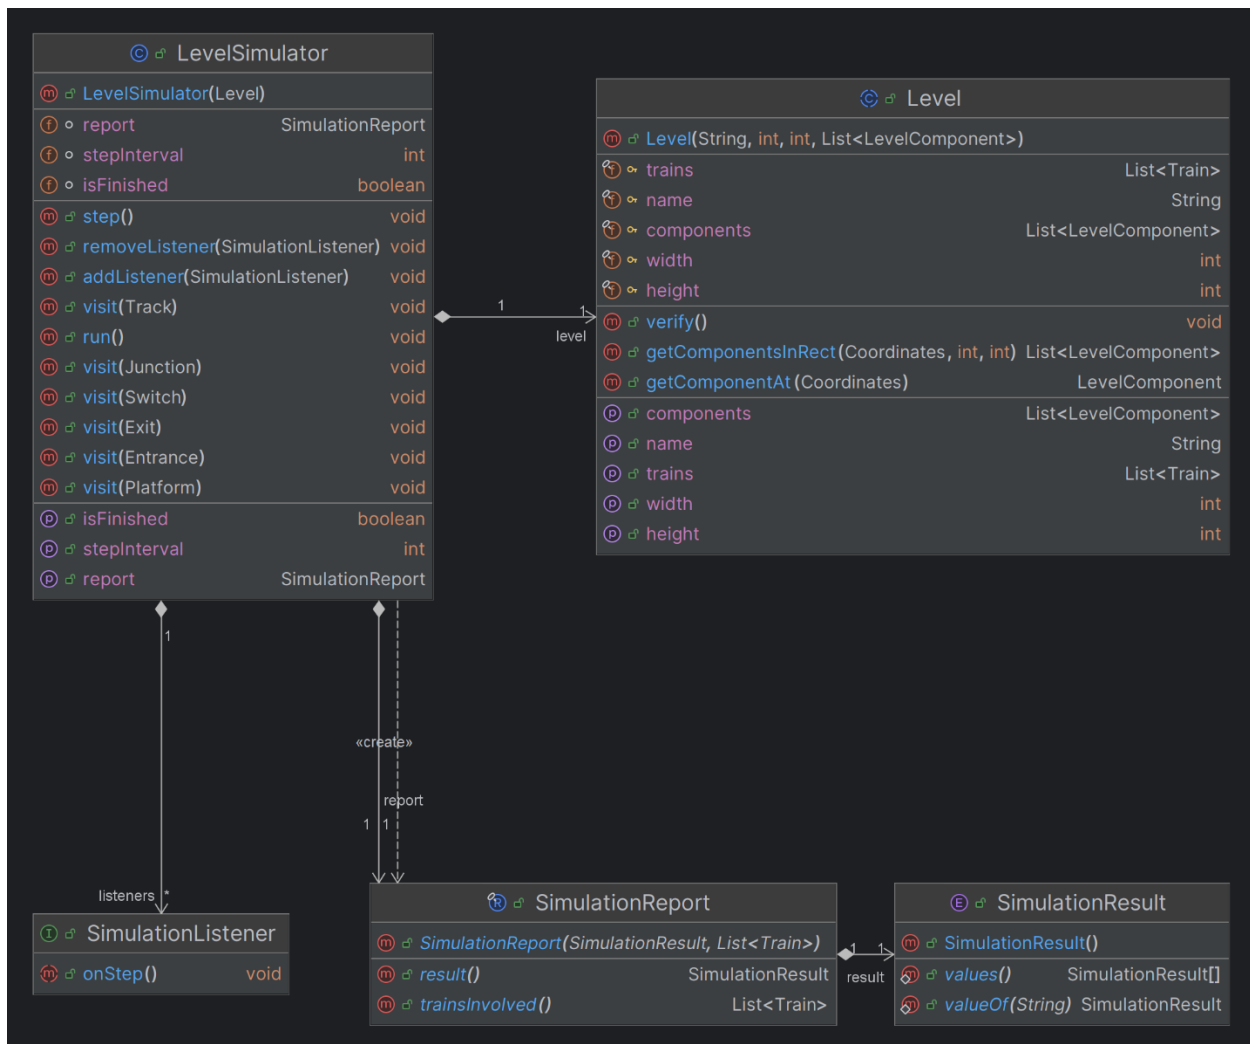 LevelSimulator
LevelSimulator(Level)
report SimulationReport
stepInterval int
isFinished boolean
step() void
removeListener(SimulationListener) void
addListener(SimulationListener) void
visit(Track) void
run() void
visit(Junction) void
visit(Switch) void
visit(Exit) void
visit(Entrance) void
visit(Platform) void
isFinished boolean
stepInterval int
report SimulationReport
1
1
level
Level
Level(String, int, int, List<LevelComponent>)
trains List<Train>
name String
components List<LevelComponent>
width int
height int
verify() void
getComponentsInRect(Coordinates, int, int) List<LevelComponent>
getComponentAt(Coordinates) LevelComponent
components List<LevelComponent>
name String
trains List<Train>
width int
height int
1
«create»
report
1 1
listeners *
SimulationListener
onStep() void
SimulationReport
SimulationReport(SimulationResult, List<Train>)
result() SimulationResult
trainsInvolved() List<Train>
1 1
result
SimulationResult
SimulationResult()
values() SimulationResult[]
valueOf(String) SimulationResult